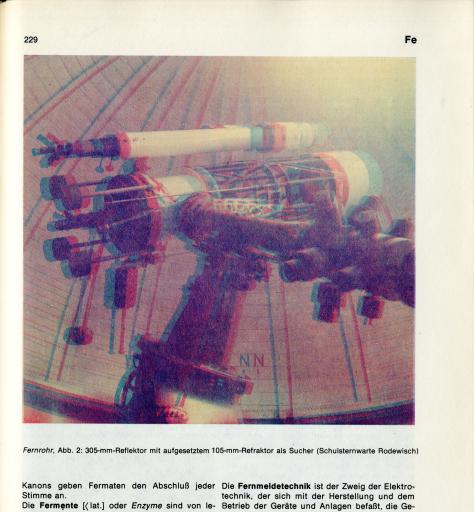 229
Fe
NN
Fernrohr, Abb. 2: 305-mm-Reflektor mit aufgesetztem 105-mm-Refraktor als Sucher (Schulsternwarte Rodewisch)
Kanons geben Fermaten den Abschluß jeder
Stimme an.
Die Fermente [⟨lat.] oder Enzyme sind von le-
Die Fernmeldetechnik ist der Zweig der Elektro-
technik, der sich mit der Herstellung und dem
Betrieb der Geräte und Anlagen befaßt, die Ge-